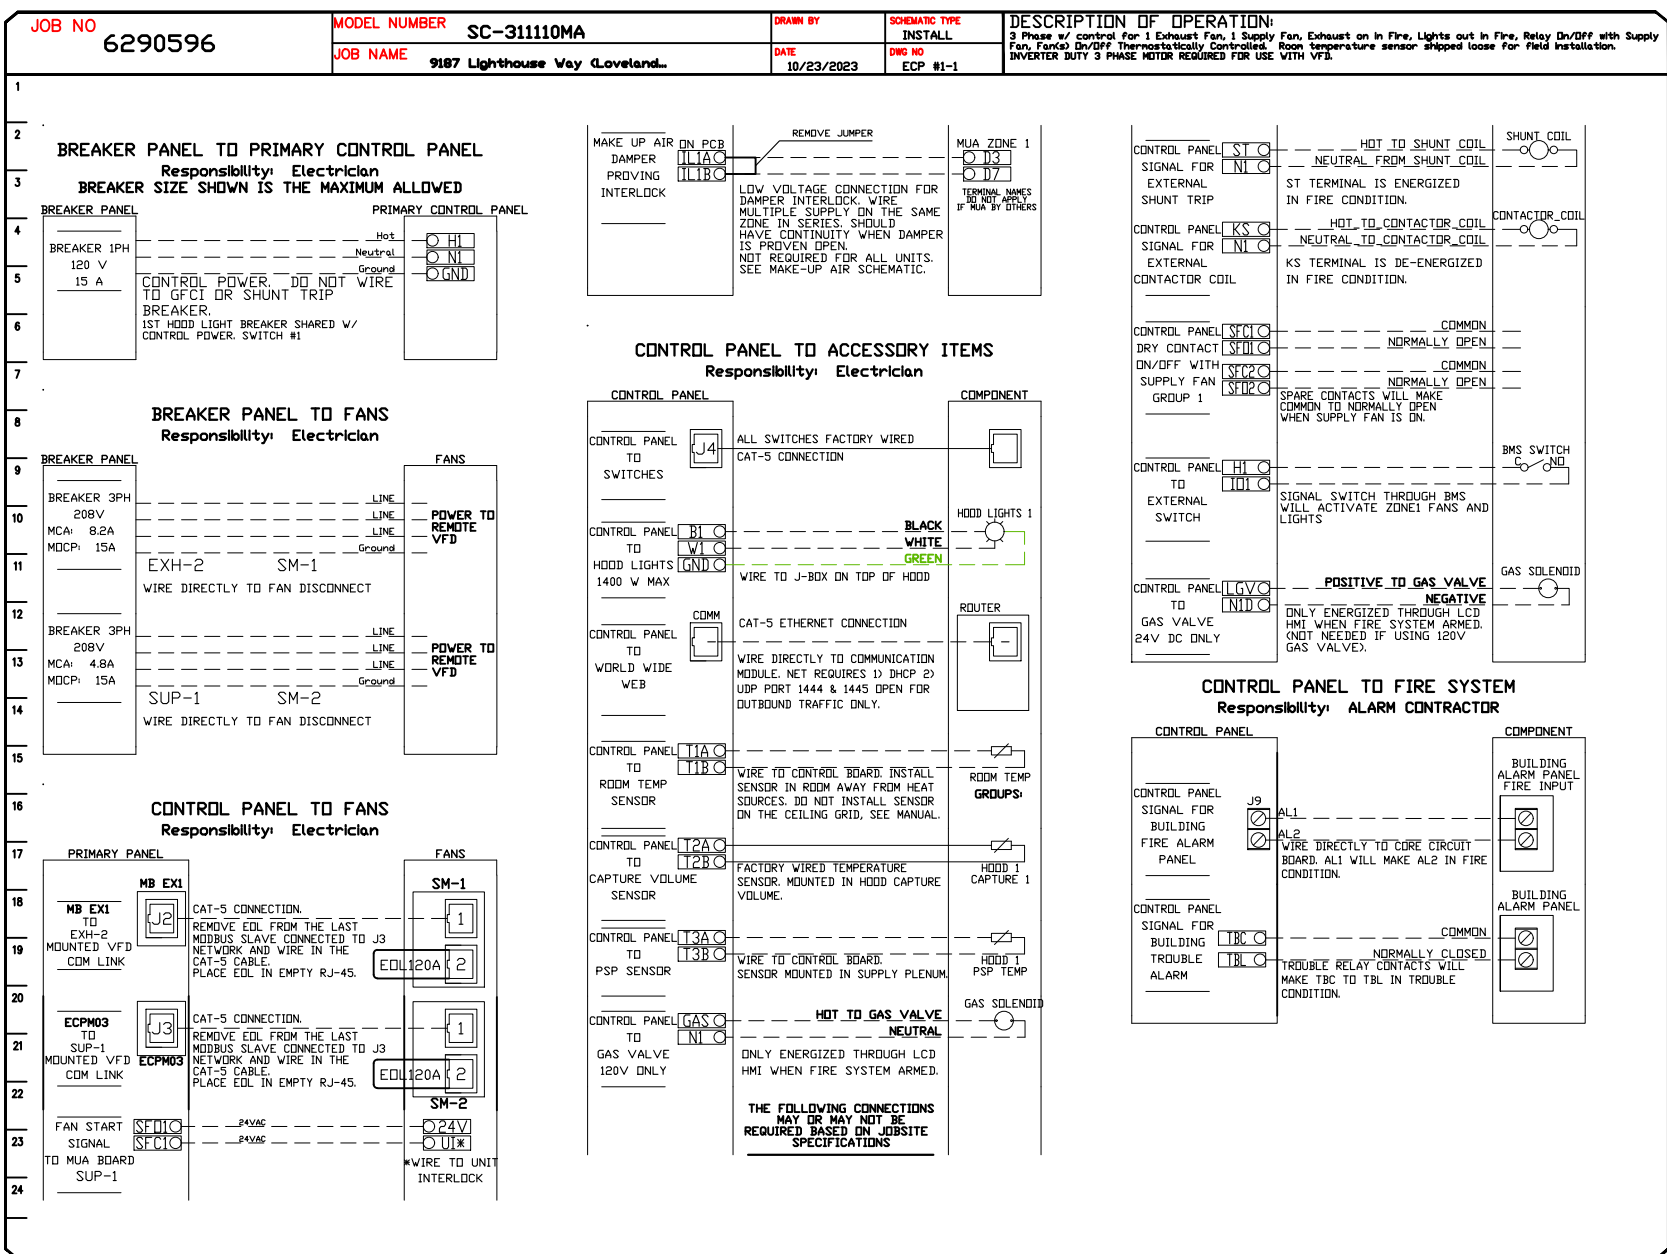 JOB NO
6290596
MODEL NUMBER
SC-311110MA
JOB NAME
9187 Lighthouse Way (Loveland...
DRAWN BY
DATE
10/23/2023
SCHEMATIC TYPE
INSTALL
DWG NO
ECP #1-1
DESCRIPTION OF OPERATION:
3 Phase w/ control for 1 Exhaust Fan, 1 Supply Fan, Exhaust on in Fire, Lights out in Fire, Relay On/Off with Supply
Fan, Fan(s) On/Off Thermostatically Controlled. Room temperature sensor shipped loose for field installation.
INVERTER DUTY 3 PHASE MOTOR REQUIRED FOR USE WITH VFD.
1
2
3
4
5
6
7
8
9
10
11
12
13
14
15
16
17
18
19
20
21
22
23
24
BREAKER PANEL TO PRIMARY CONTROL PANEL
Responsibility: Electrician
BREAKER SIZE SHOWN IS THE MAXIMUM ALLOWED
BREAKER PANEL
PRIMARY CONTROL PANEL
BREAKER 1PH
120 V
15 A
Hot
Neutral
Ground
H1
N1
GND
CONTROL POWER. DO NOT WIRE
TO GFCI OR SHUNT TRIP
BREAKER.
1ST HOOD LIGHT BREAKER SHARED W/
CONTROL POWER. SWITCH #1
BREAKER PANEL TO FANS
Responsibility: Electrician
BREAKER PANEL
FANS
BREAKER 3PH
208V
MCA: 8.2A
MOCP: 15A
LINE
LINE
LINE
Ground
POWER TO
REMOTE
VFD
EXH-2
SM-1
WIRE DIRECTLY TO FAN DISCONNECT
BREAKER 3PH
208V
MCA: 4.8A
MOCP: 15A
LINE
LINE
LINE
Ground
POWER TO
REMOTE
VFD
SUP-1
SM-2
WIRE DIRECTLY TO FAN DISCONNECT
CONTROL PANEL TO FANS
Responsibility: Electrician
PRIMARY PANEL
FANS
MB EX1
SM-1
MB EX1
TO
EXH-2
MOUNTED VFD
COM LINK
J2
CAT-5 CONNECTION.
REMOVE EOL FROM THE LAST
MODBUS SLAVE CONNECTED TO J3
NETWORK AND WIRE IN THE
CAT-5 CABLE.
PLACE EOL IN EMPTY RJ-45.
1
EOL120A
2
ECPM03
TO
SUP-1
MOUNTED VFD
COM LINK
J3
ECPM03
CAT-5 CONNECTION.
REMOVE EOL FROM THE LAST
MODBUS SLAVE CONNECTED TO J3
NETWORK AND WIRE IN THE
CAT-5 CABLE.
PLACE EOL IN EMPTY RJ-45.
1
EOL120A
2
SM-2
FAN START
SIGNAL
TO MUA BOARD
SUP-1
SFO1
SFC1
24VAC
24VAC
24V
UI*
*WIRE TO UNIT
INTERLOCK
MAKE UP AIR
DAMPER
PROVING
INTERLOCK
ON PCB
IL1A
IL1B
REMOVE JUMPER
MUA ZONE 1
D3
D7
TERMINAL NAMES
DO NOT APPLY
IF MUA BY OTHERS
LOW VOLTAGE CONNECTION FOR
DAMPER INTERLOCK. WIRE
MULTIPLE SUPPLY ON THE SAME
ZONE IN SERIES. SHOULD
HAVE CONTINUITY WHEN DAMPER
IS PROVEN OPEN.
NOT REQUIRED FOR ALL UNITS.
SEE MAKE-UP AIR SCHEMATIC.
CONTROL PANEL TO ACCESSORY ITEMS
Responsibility: Electrician
CONTROL PANEL
COMPONENT
CONTROL PANEL
TO
SWITCHES
J4
ALL SWITCHES FACTORY WIRED
CAT-5 CONNECTION
CONTROL PANEL
TO
HOOD LIGHTS
1400 W MAX
B1
W1
GND
BLACK
WHITE
GREEN
HOOD LIGHTS 1
WIRE TO J-BOX ON TOP OF HOOD
CONTROL PANEL
TO
WORLD WIDE
WEB
COMM
CAT-5 ETHERNET CONNECTION
ROUTER
WIRE DIRECTLY TO COMMUNICATION
MODULE. NET REQUIRES 1) DHCP 2)
UDP PORT 1444 & 1445 OPEN FOR
OUTBOUND TRAFFIC ONLY.
CONTROL PANEL
TO
ROOM TEMP
SENSOR
T1A
T1B
WIRE TO CONTROL BOARD. INSTALL
SENSOR IN ROOM AWAY FROM HEAT
SOURCES. DO NOT INSTALL SENSOR
ON THE CEILING GRID, SEE MANUAL.
ROOM TEMP
GROUPS:
CONTROL PANEL
TO
CAPTURE VOLUME
SENSOR
T2A
T2B
FACTORY WIRED TEMPERATURE
SENSOR. MOUNTED IN HOOD CAPTURE
VOLUME.
HOOD 1
CAPTURE 1
CONTROL PANEL
TO
PSP SENSOR
T3A
T3B
WIRE TO CONTROL BOARD.
SENSOR MOUNTED IN SUPPLY PLENUM.
HOOD 1
PSP TEMP
CONTROL PANEL
TO
GAS VALVE
120V ONLY
GAS
N1
HOT TO GAS VALVE
NEUTRAL
GAS SOLENOID
ONLY ENERGIZED THROUGH LCD
HMI WHEN FIRE SYSTEM ARMED.
THE FOLLOWING CONNECTIONS
MAY OR MAY NOT BE
REQUIRED BASED ON JOBSITE
SPECIFICATIONS
CONTROL PANEL
SIGNAL FOR
EXTERNAL
SHUNT TRIP
ST
N1
HOT TO SHUNT COIL
NEUTRAL FROM SHUNT COIL
SHUNT COIL
ST TERMINAL IS ENERGIZED
IN FIRE CONDITION.
CONTROL PANEL
SIGNAL FOR
EXTERNAL
CONTACTOR COIL
KS
N1
HOT TO CONTACTOR COIL
NEUTRAL TO CONTACTOR COIL
CONTACTOR COIL
KS TERMINAL IS DE-ENERGIZED
IN FIRE CONDITION.
CONTROL PANEL
DRY CONTACT
ON/OFF WITH
SUPPLY FAN
GROUP 1
SFC1
SFO1
SFC2
SFO2
COMMON
NORMALLY OPEN
COMMON
NORMALLY OPEN
SPARE CONTACTS WILL MAKE
COMMON TO NORMALLY OPEN
WHEN SUPPLY FAN IS ON.
CONTROL PANEL
TO
EXTERNAL
SWITCH
H1
IO1
BMS SWITCH
C
NO
SIGNAL SWITCH THROUGH BMS
WILL ACTIVATE ZONE1 FANS AND
LIGHTS
CONTROL PANEL
TO
GAS VALVE
24V DC ONLY
LGV
N1D
POSITIVE TO GAS VALVE
NEGATIVE
GAS SOLENOID
ONLY ENERGIZED THROUGH LCD
HMI WHEN FIRE SYSTEM ARMED.
(NOT NEEDED IF USING 120V
GAS VALVE).
CONTROL PANEL TO FIRE SYSTEM
Responsibility: ALARM CONTRACTOR
CONTROL PANEL
COMPONENT
CONTROL PANEL
SIGNAL FOR
BUILDING
FIRE ALARM
PANEL
J9
AL1
AL2
WIRE DIRECTLY TO CORE CIRCUIT
BOARD. AL1 WILL MAKE AL2 IN FIRE
CONDITION.
BUILDING
ALARM PANEL
FIRE INPUT
CONTROL PANEL
SIGNAL FOR
BUILDING
TROUBLE
ALARM
TBC
TBL
COMMON
NORMALLY CLOSED
TROUBLE RELAY CONTACTS WILL
MAKE TBC TO TBL IN TROUBLE
CONDITION.
BUILDING
ALARM PANEL